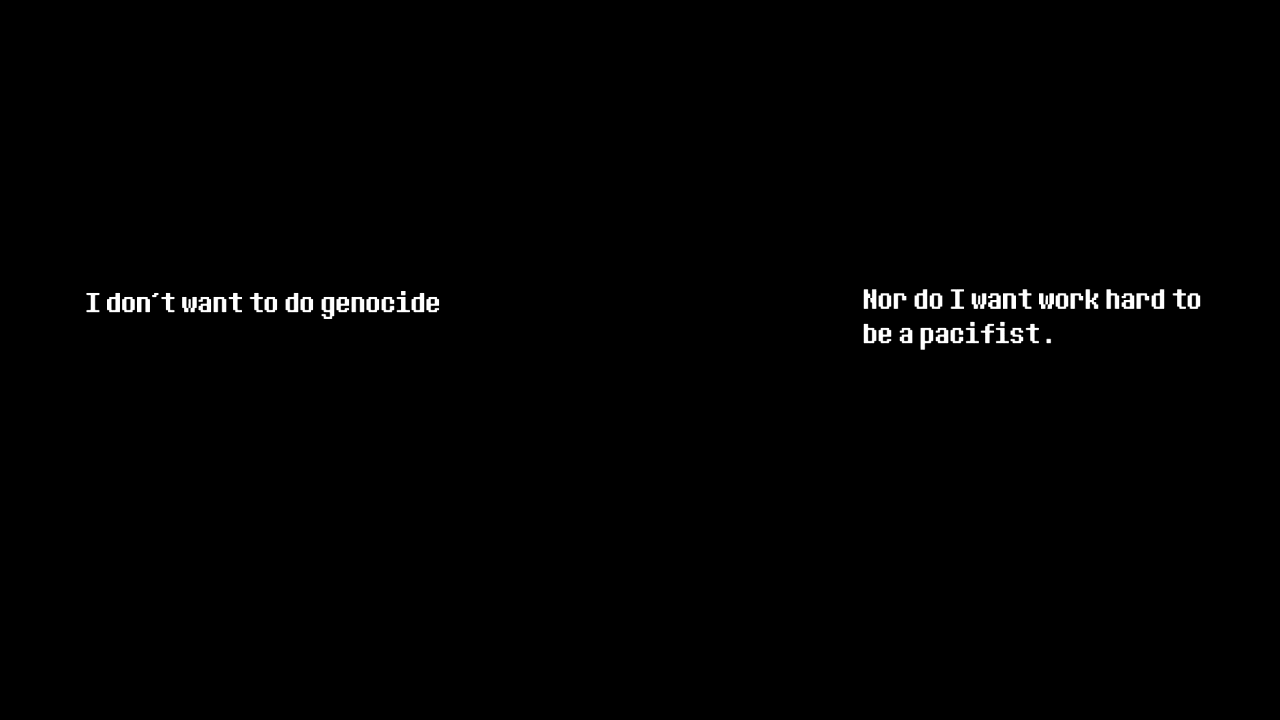 I don´t want to do genocide
Nor do I want work hard to
be a pacifist.